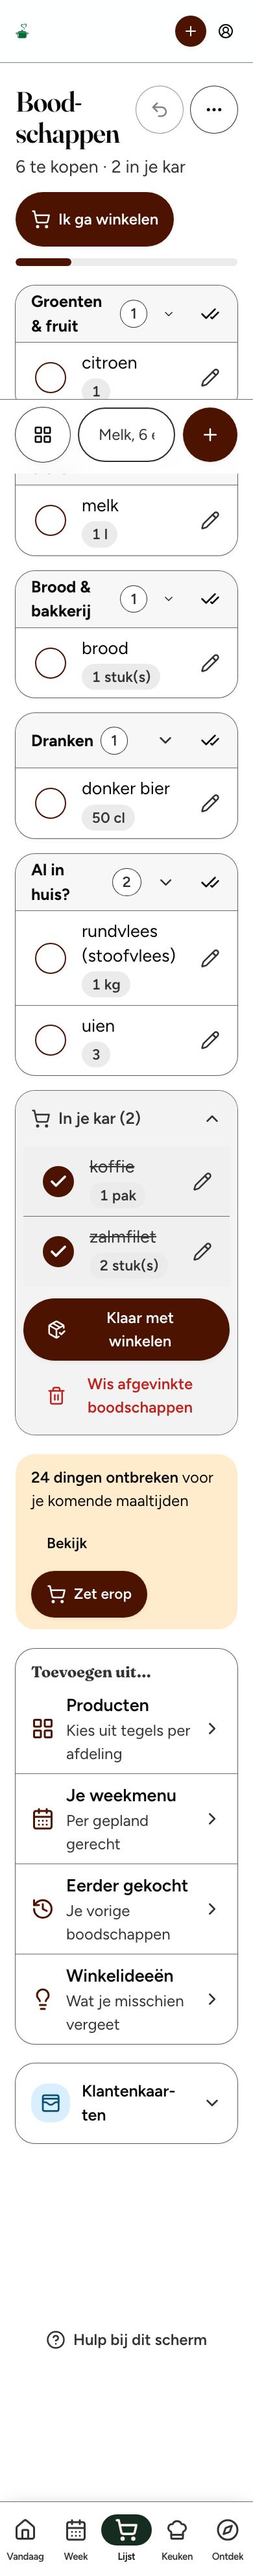 Bood-
schappen
6 te kopen · 2 in je kar
Ik ga winkelen
Groenten
& fruit
1
citroen
1
Melk, 6
melk
1 l
Brood &
bakkerij
1
brood
1 stuk(s)
Dranken
1
donker bier
50 cl
Al in
huis?
2
rundvlees
(stoofvlees)
1 kg
uien
3
In je kar (2)
koffie
1 pak
zalmfilet
2 stuk(s)
Klaar met
winkelen
Wis afgevinkte
boodschappen
24 dingen ontbreken voor
je komende maaltijden
Bekijk
Zet erop
Toevoegen uit...
Producten
Kies uit tegels per
afdeling
Je weekmenu
Per gepland
gerecht
Eerder gekocht
Je vorige
boodschappen
Winkelideeën
Wat je misschien
vergeet
Klantenkaar-
ten
Hulp bij dit scherm
Vandaag
Week
Lijst
Keuken
Ontdek